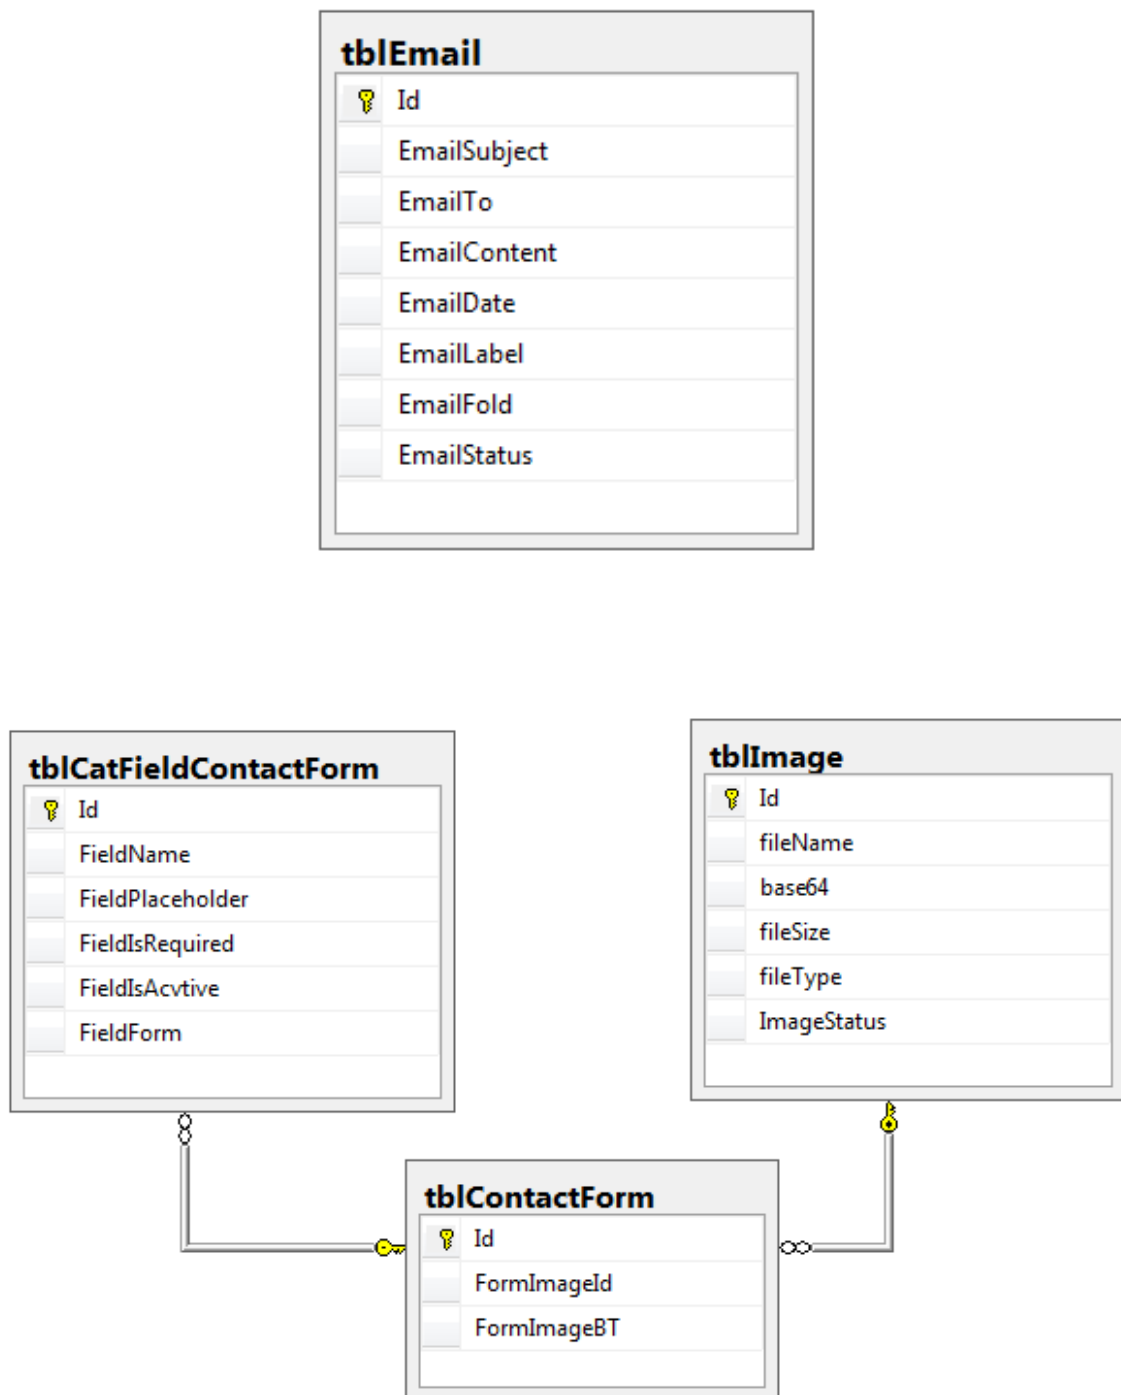 tblEmail
Id
EmailSubject
EmailTo
EmailContent
EmailDate
EmailLabel
EmailFold
EmailStatus
tblCatFieldContactForm
Id
FieldName
FieldPlaceholder
FieldIsRequired
FieldIsAcvtive
FieldForm
tblImage
Id
fileName
base64
fileSize
fileType
ImageStatus
tblContactForm
Id
FormImageId
FormImageBT